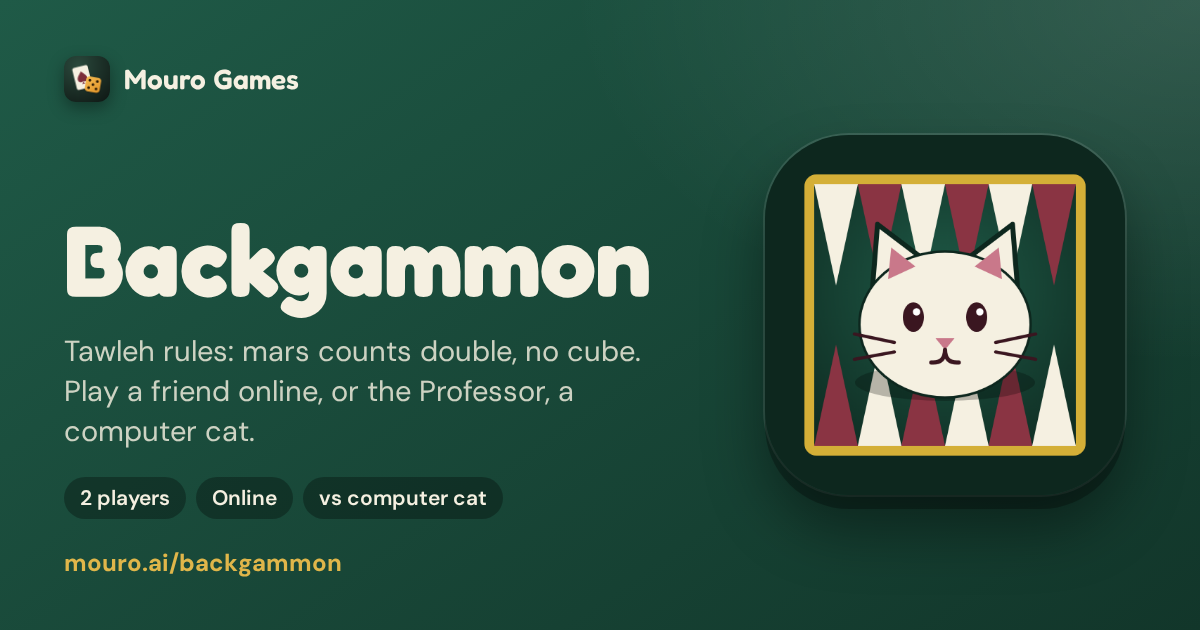 Mouro Games
Backgammon
Tawleh rules: mars counts double, no cube.
Play a friend online, or the Professor, a
computer cat.
2 players
Online
vs computer cat
mouro.ai/backgammon